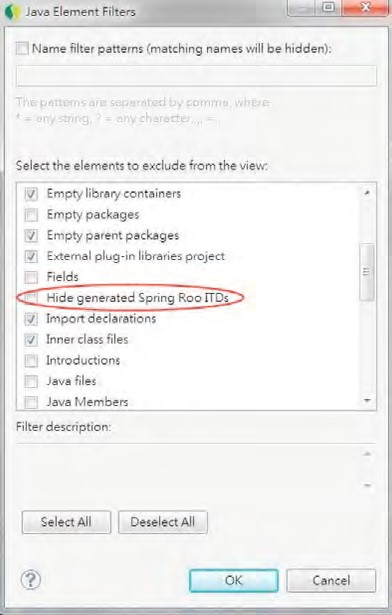 Java Element Filters
Name filter patterns (matching names will be hidden):
The patterns are separated by comma, where
* = any string, ? = any character, ,, = ,
Select the elements to exclude from the view:
Empty library containers
Empty packages
Empty parent packages
External plug-in libraries project
Fields
Hide generated Spring Roo ITDs
Import declarations
Inner class files
Introductions
Java files
Java Members
Filter description:
Select All
Deselect All
?
OK
Cancel